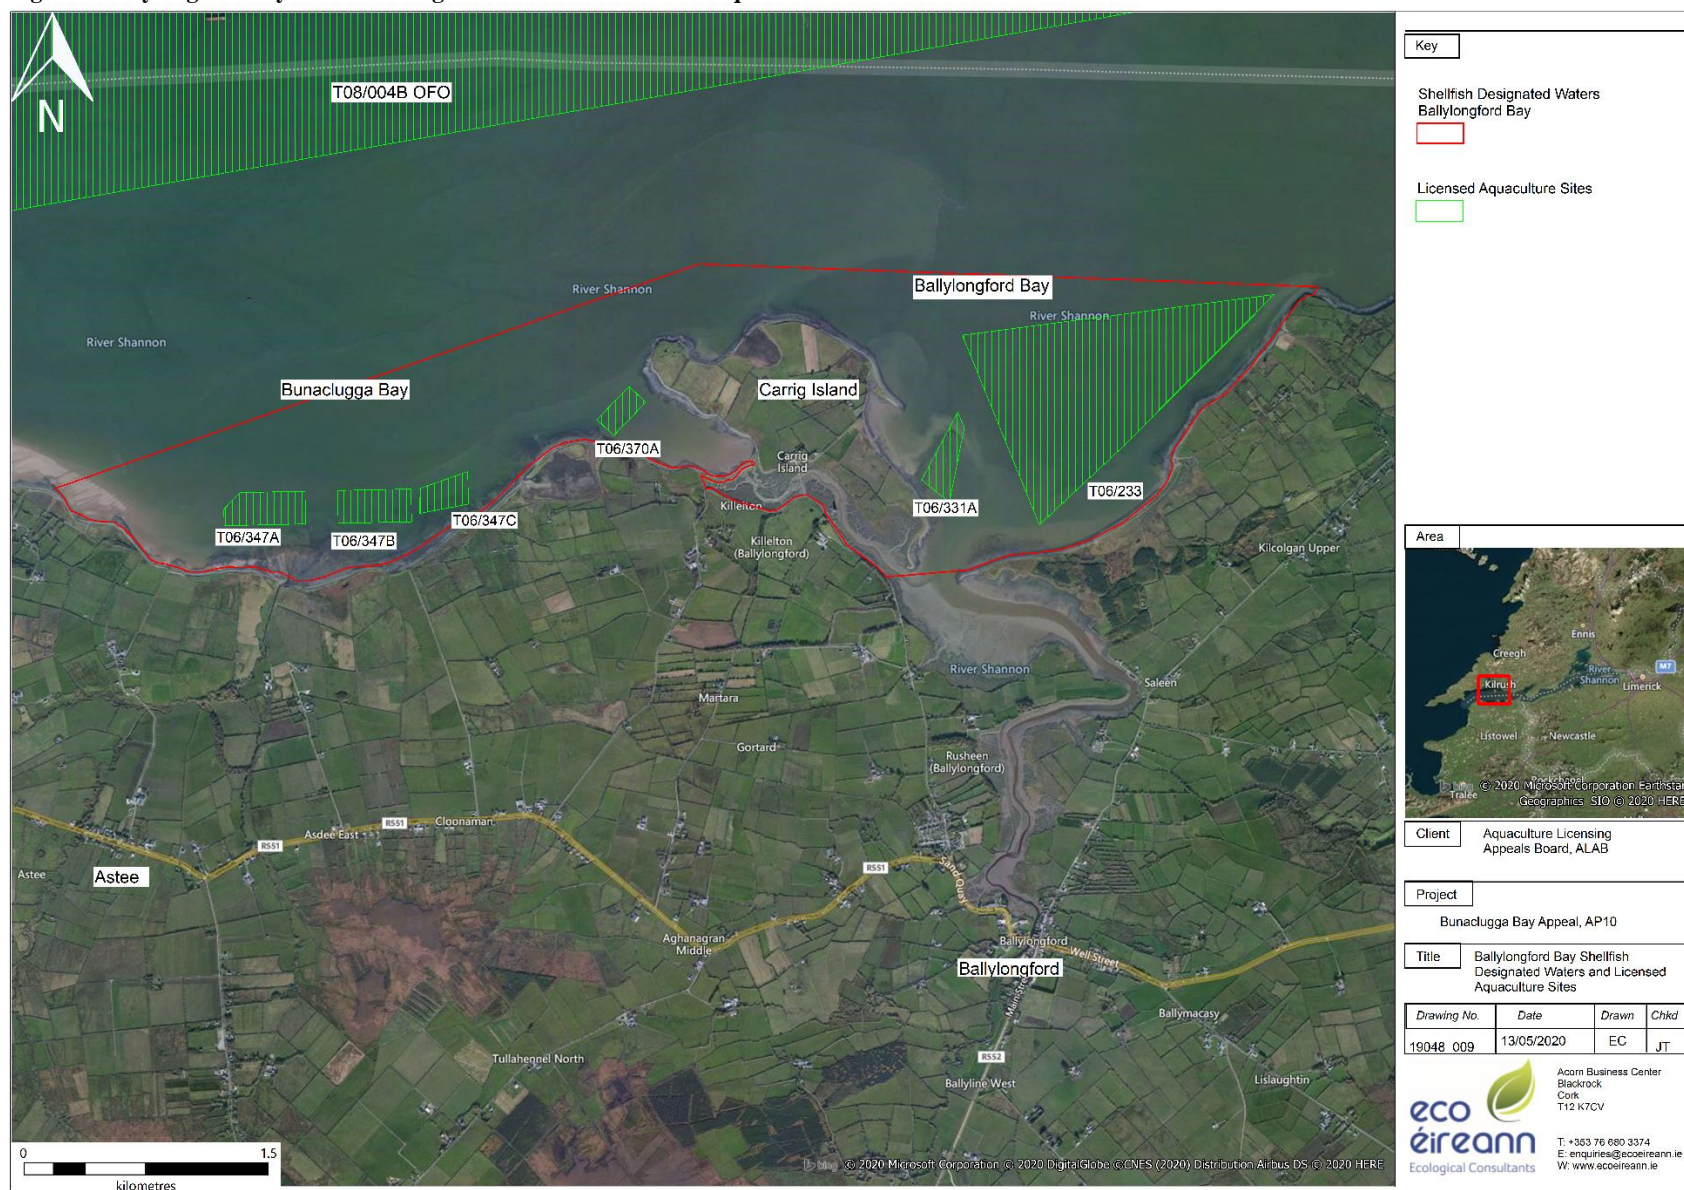 N
T08/004B OFO
River Shannon
River Shannon
Ballylongford Bay
River Shannon
Bunaclugga Bay
Carrig Island
T06/370A
Carrig
Island
T06/233
T06/331A
T06/347C
T06/347A
T06/347B
Killelton
Killelton
(Ballylongford)
Kilcolgan Upper
River Shannon
Saleen
Martara
Gortard
Rusheen
(Ballylongford)
R551
Cloonaman
Asdee East
R551
Astee
Astee
R551
Sand Quay
Aghanagran
Middle
Ballylongford
Well Street
Ballylongford
Main Street
Ballymacasy
Tullahennel North
R552
Ballyline West
Lislaughtin
0 1.5
kilometres
bing © 2020 Microsoft Corporation © 2020 DigitalGlobe ©CNES (2020) Distribution Airbus DS © 2020 HERE
Key
Shellfish Designated Waters
Ballylongford Bay
Licensed Aquaculture Sites
Area
Ennis
Creegh
M7
River
Shannon
Kilrush
Limerick
Listowel
Newcastle
Rockchapel
Tralee
© 2020 Microsoft Corporation Earthstar
Geographics SIO © 2020 HERE
Client
Aquaculture Licensing
Appeals Board, ALAB
Project
Bunaclugga Bay Appeal, AP10
Title
Ballylongford Bay Shellfish
Designated Waters and Licensed
Aquaculture Sites
Drawing No. Date Drawn Chkd
19048_009 13/05/2020 EC JT
eco
éireann
Ecological Consultants
Acorn Business Center
Blackrock
Cork
T12 K7CV
T: +353 76 680 3374
E: enquiries@ecoeireann.ie
W: www.ecoeireann.ie